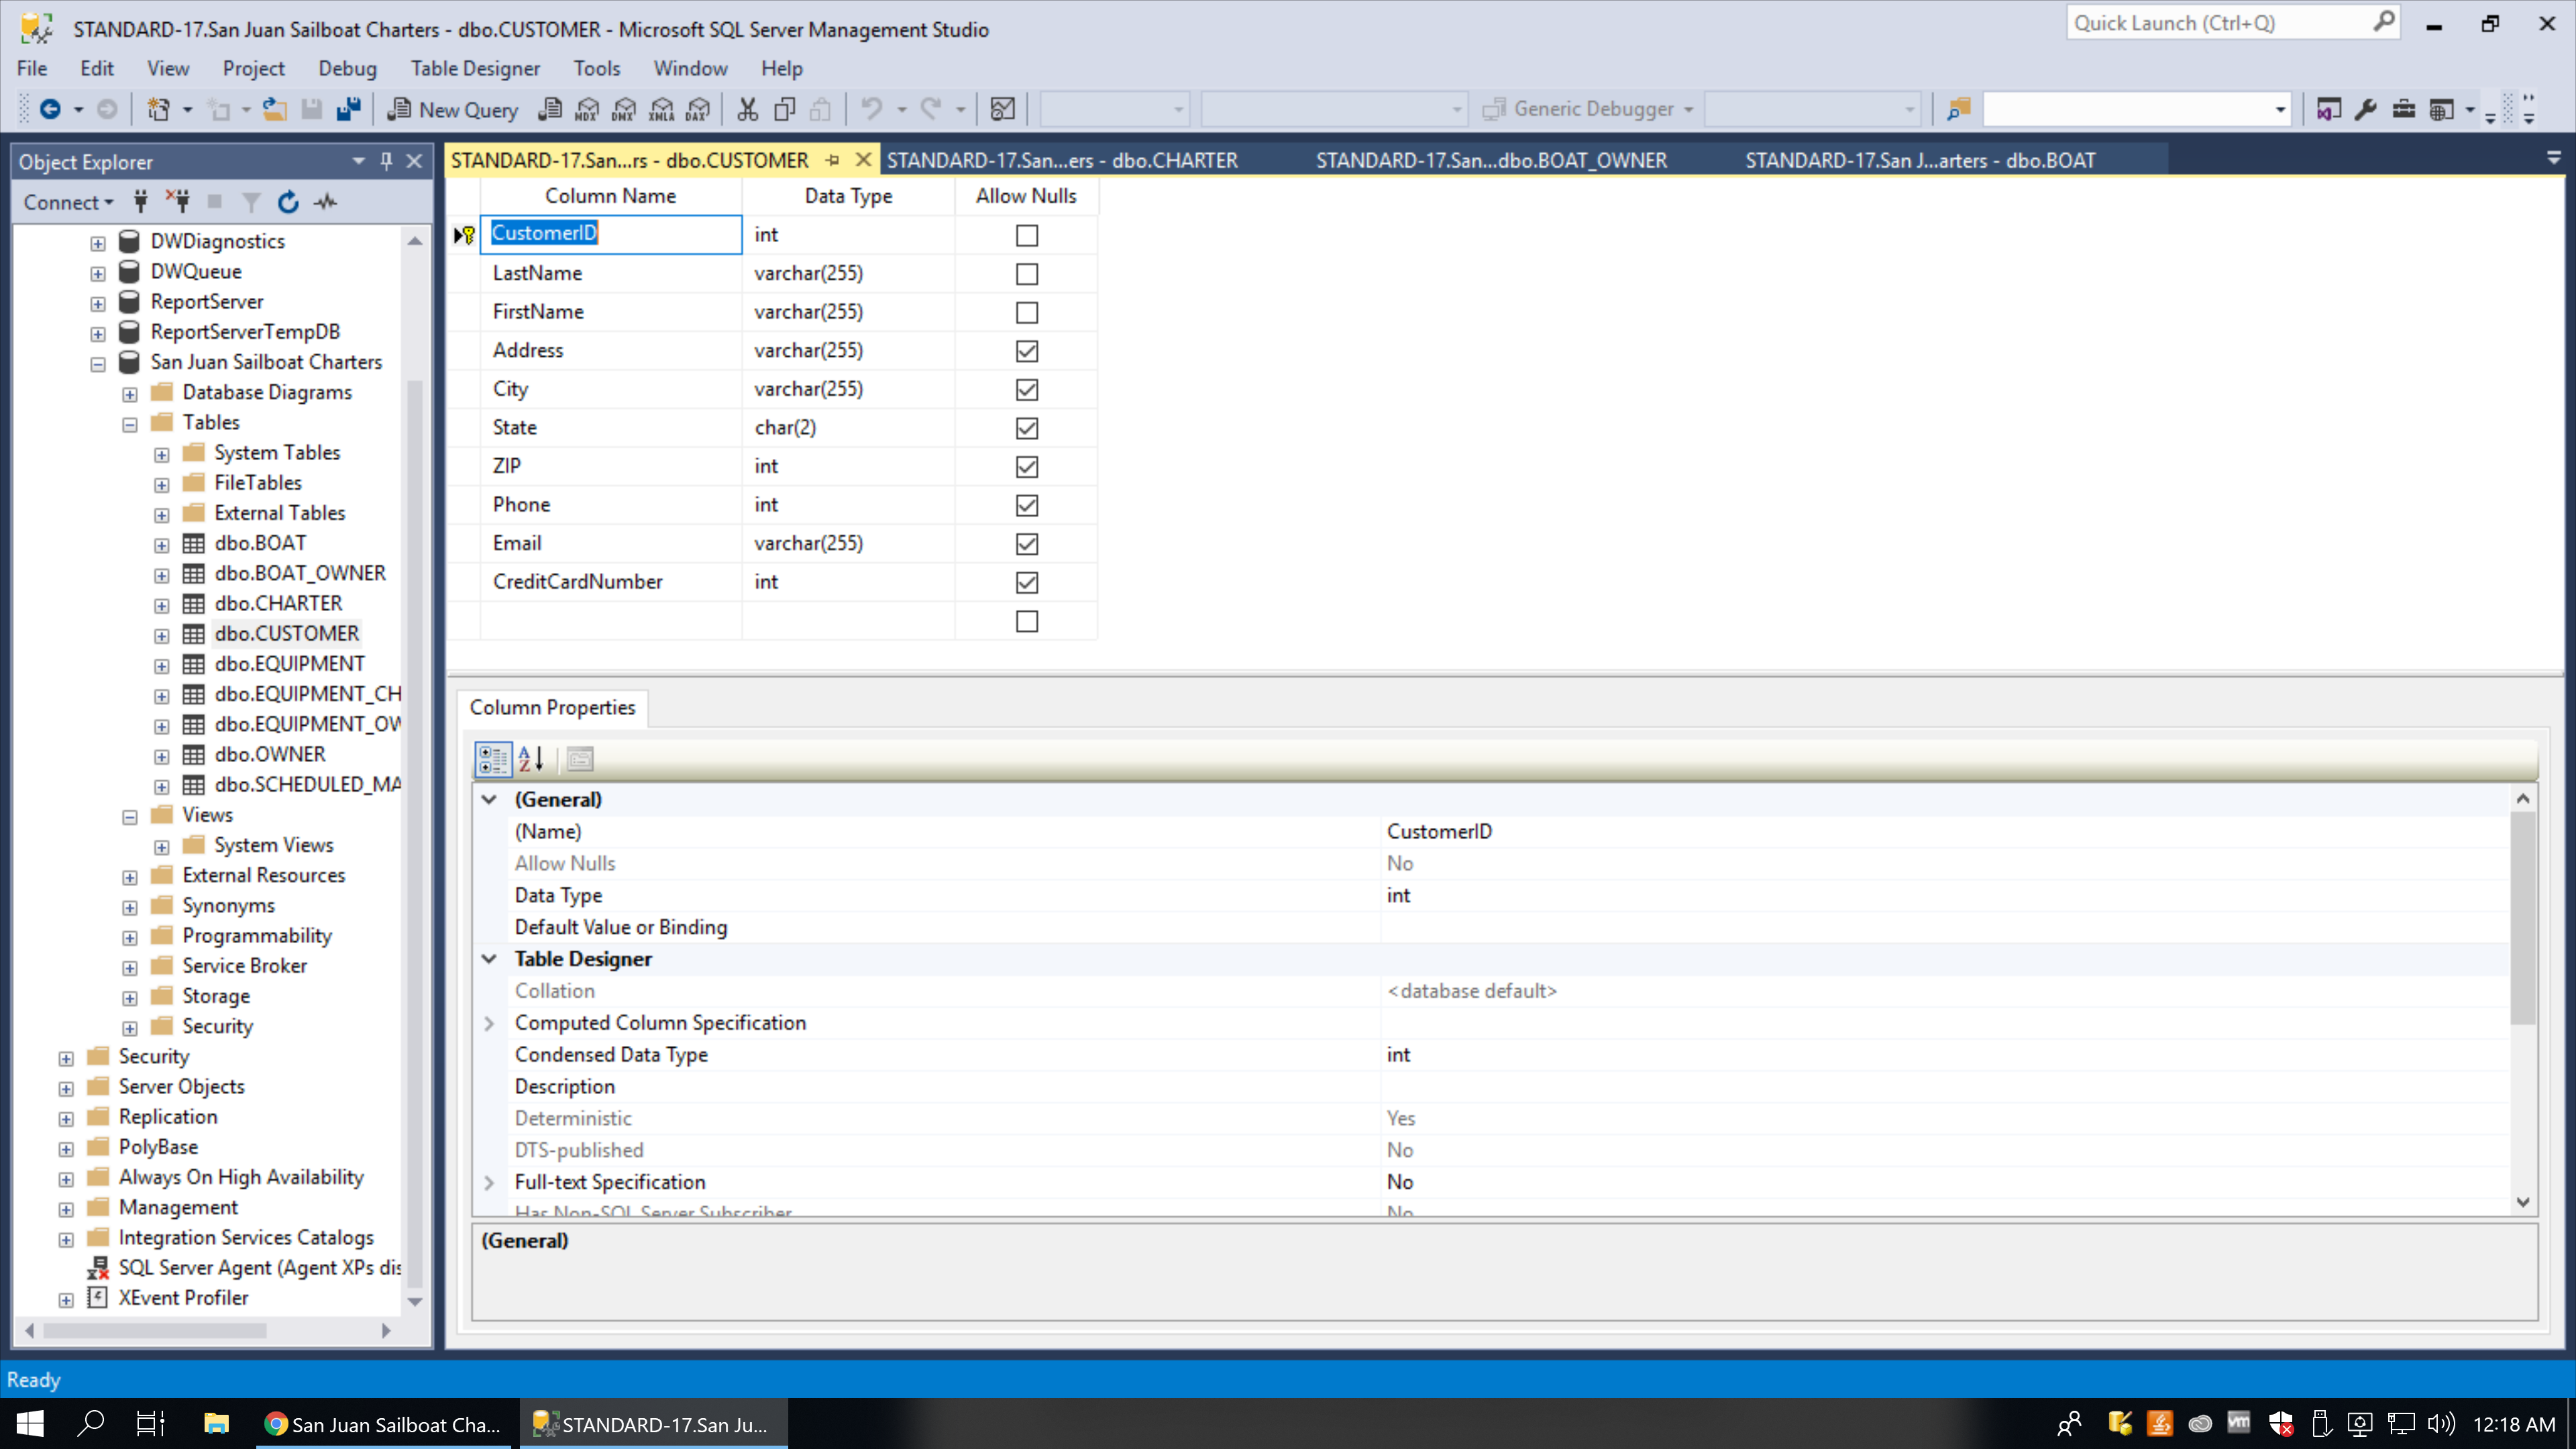 STANDARD-17.San Juan Sailboat Charters - dbo.CUSTOMER - Microsoft SQL Server Management Studio
Quick Launch (Ctrl+Q)
File Edit View Project Debug Table Designer Tools Window Help
New Query MDX DMX XMLA DAX Generic Debugger
Object Explorer
STANDARD-17.San...rs - dbo.CUSTOMER STANDARD-17.San...ers - dbo.CHARTER STANDARD-17.San...dbo.BOAT_OWNER STANDARD-17.San J...arters - dbo.BOAT
Connect
DWDiagnostics
DWQueue
ReportServer
ReportServerTempDB
San Juan Sailboat Charters
Database Diagrams
Tables
System Tables
FileTables
External Tables
dbo.BOAT
dbo.BOAT_OWNER
dbo.CHARTER
dbo.CUSTOMER
dbo.EQUIPMENT
dbo.EQUIPMENT_CH
dbo.EQUIPMENT_OW
dbo.OWNER
dbo.SCHEDULED_MA
Views
System Views
External Resources
Synonyms
Programmability
Service Broker
Storage
Security
Security
Server Objects
Replication
PolyBase
Always On High Availability
Management
Integration Services Catalogs
SQL Server Agent (Agent XPs dis
XEvent Profiler
Column Name Data Type Allow Nulls
CustomerID int
LastName varchar(255)
FirstName varchar(255)
Address varchar(255)
City varchar(255)
State char(2)
ZIP int
Phone int
Email varchar(255)
CreditCardNumber int
Column Properties
(General)
(Name) CustomerID
Allow Nulls No
Data Type int
Default Value or Binding
Table Designer
Collation <database default>
Computed Column Specification
Condensed Data Type int
Description
Deterministic Yes
DTS-published No
Full-text Specification No
Has Non-SQL Server Subscriber No
(General)
Ready
San Juan Sailboat Cha... STANDARD-17.San Ju... vm 12:18 AM